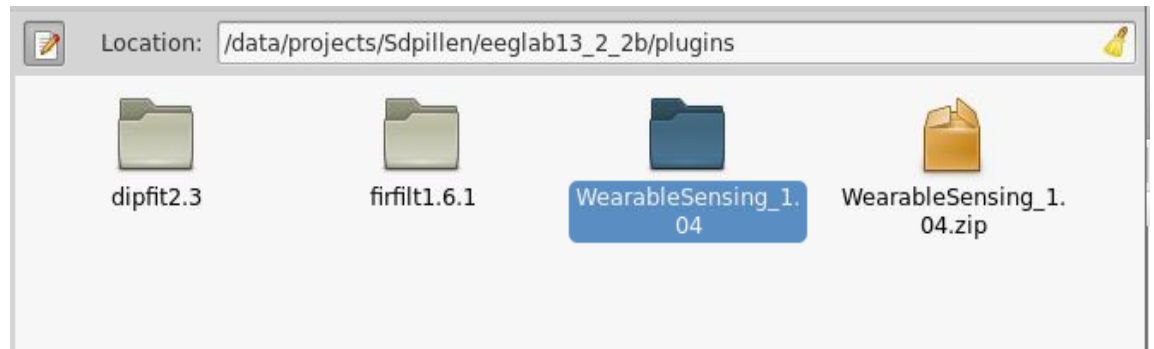 Location: /data/projects/Sdpillen/eeglab13_2_2b/plugins
dipfit2.3
firfilt1.6.1
WearableSensing_1.
04
WearableSensing_1.
04.zip